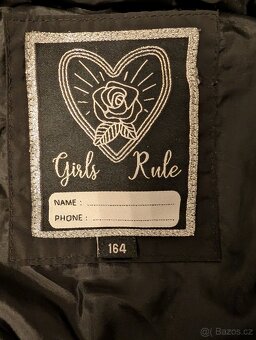 Girls Rule
NAME :
PHONE :
164
Bazos.cz